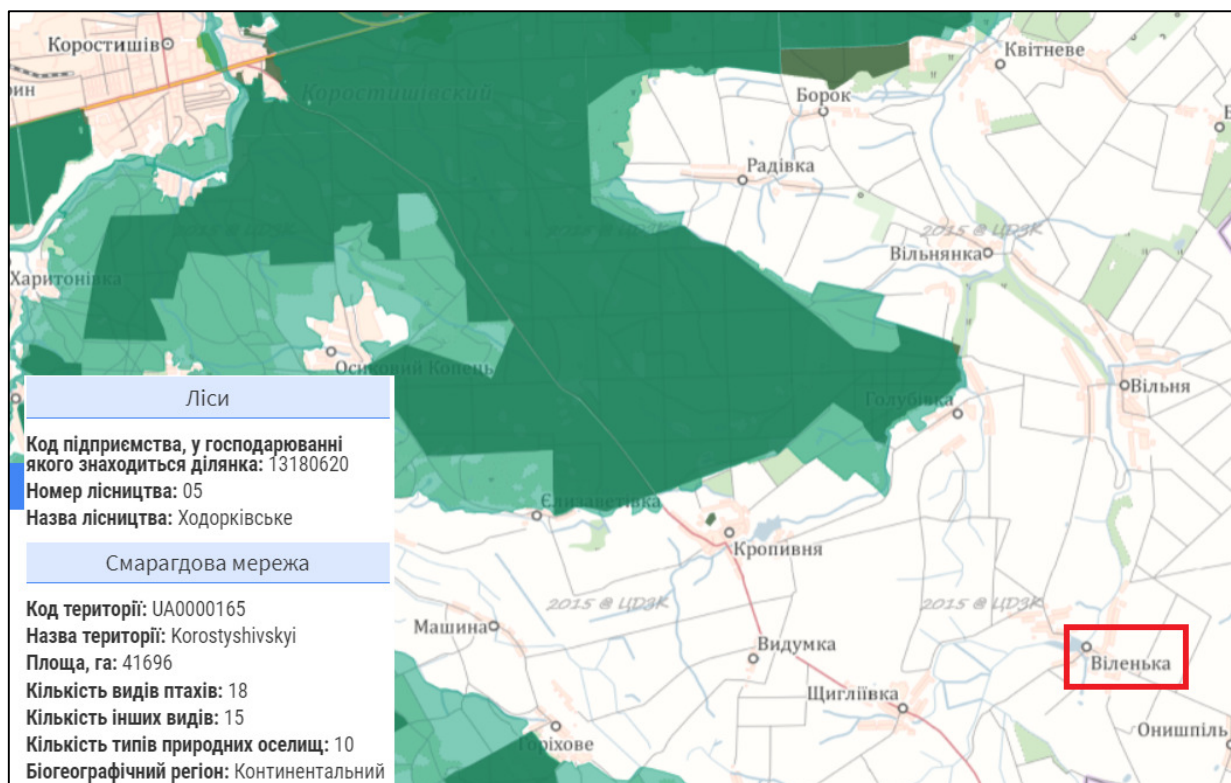 Коростишів
Квітневе
рин
Коростишівский
Борок
Радівка
2015 @ ЦДЗК
Вільнянка
Харитонівка
Осиковий Копець
Вільня
Голубівка
Ліси
Код підприємства, у господарюванні
якого знаходиться ділянка: 13180620
Номер лісництва: 05
Назва лісництва: Ходорківське
Єлизаветівка
Кропивня
Смарагдова мережа
Код території: UA0000165
Назва території: Korostyshivskyi
Площа, га: 41696
Кількість видів птахів: 18
Кількість інших видів: 15
Кількість типів природних оселищ: 10
Біогеографічний регіон: Континентальний
2015 @ ЦДЗК
2015 @ ЦДЗК
Машина
Видумка
Віленька
Щигліївка
Горіхове
Онишпіль